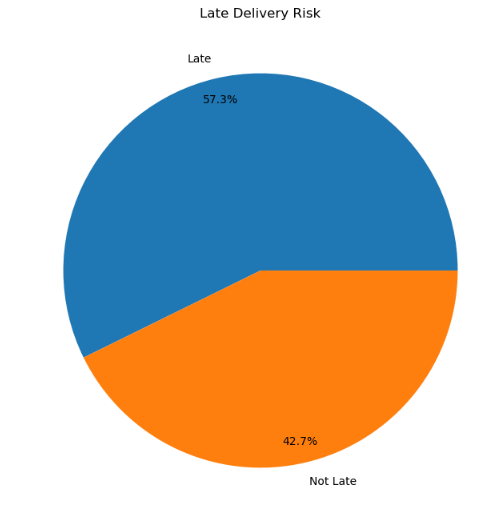 Late Delivery Risk
Late
57.3%
42.7%
Not Late